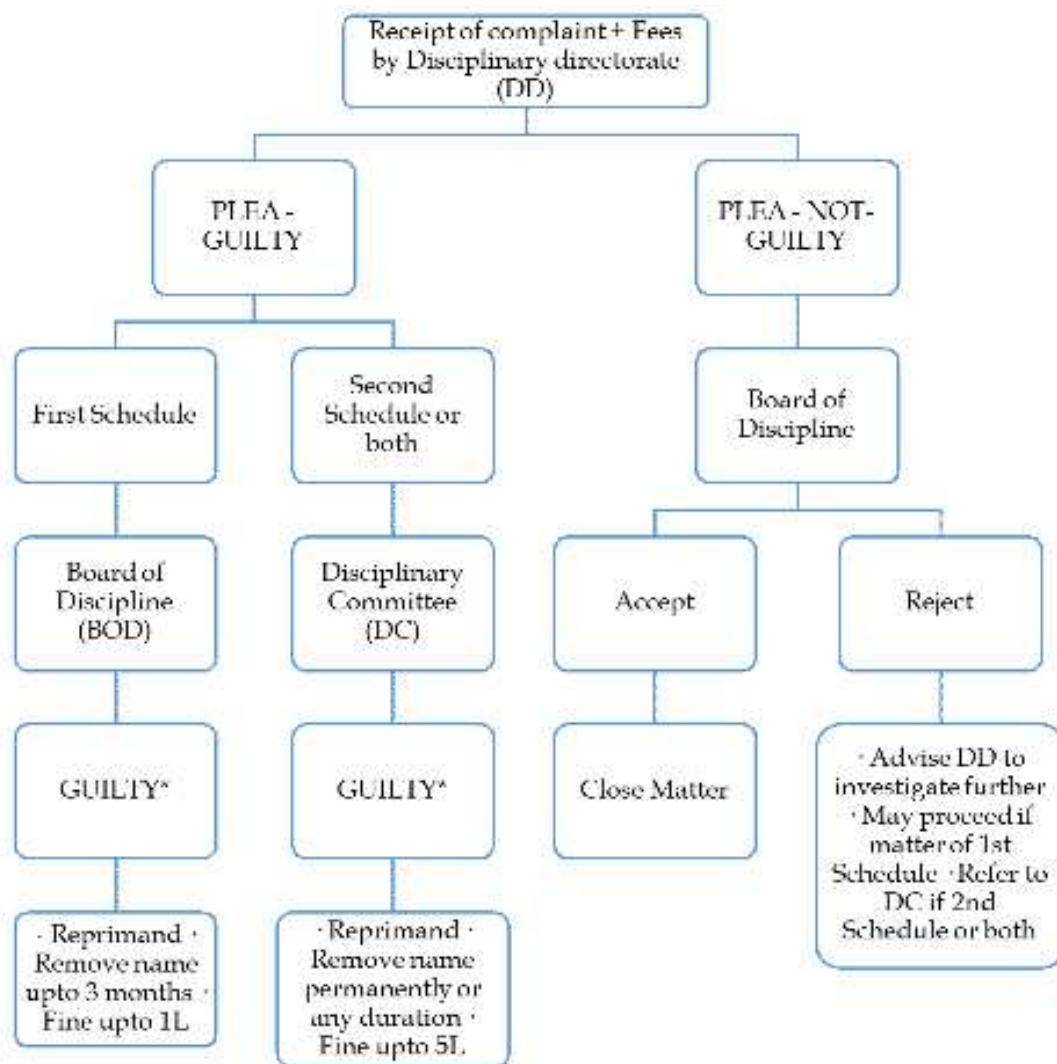 Receipt of complaint + Fees
by Disciplinary directorate
(DD)
PLEA -
GUILTY
PLEA - NOT-
GUILTY
First Schedule
Second
Schedule or
both
Board of
Discipline
Board of
Discipline
(BOD)
Disciplinary
Committee
(DC)
Accept
Reject
GUILTY*
GUILTY*
Close Matter
· Advise DD to
investigate further
· May proceed if
matter of 1st
Schedule · Refer to
DC if 2nd
Schedule or both
· Reprimand ·
Remove name
upto 3 months ·
Fine upto 1L
· Reprimand ·
Remove name
permanently or
any duration ·
Fine upto 5L